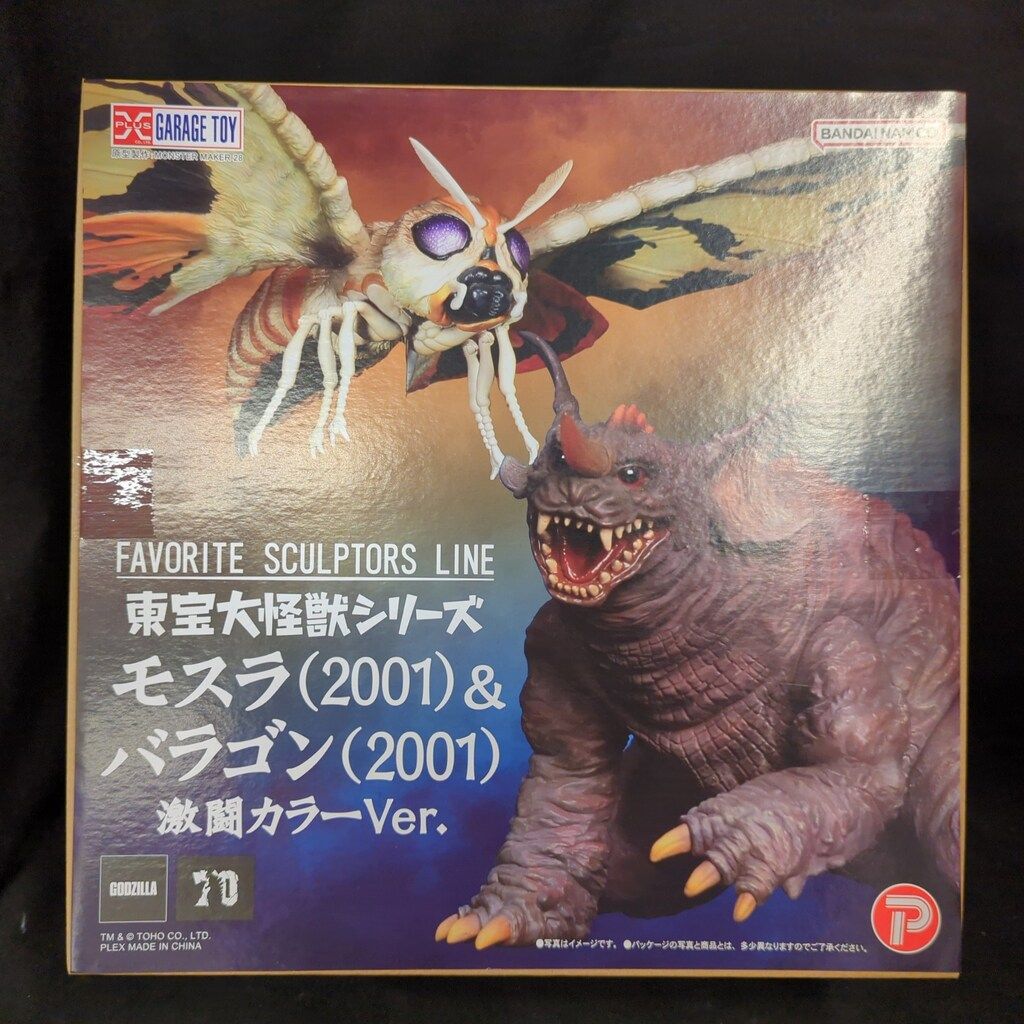 X PLUS CO.,LTD. GARAGE TOY
原型製作:MONSTER MAKER 28
BANDAI NAMCO
FAVORITE SCULPTORS LINE
東宝大怪獣シリーズ
モスラ(2001)&
バラゴン(2001)
激闘カラーVer.
GODZILLA
70
TM & © TOHO CO., LTD.
PLEX MADE IN CHINA
●写真はイメージです。 ●パッケージの写真と商品とは、多少異なりますのでご了承ください。
P